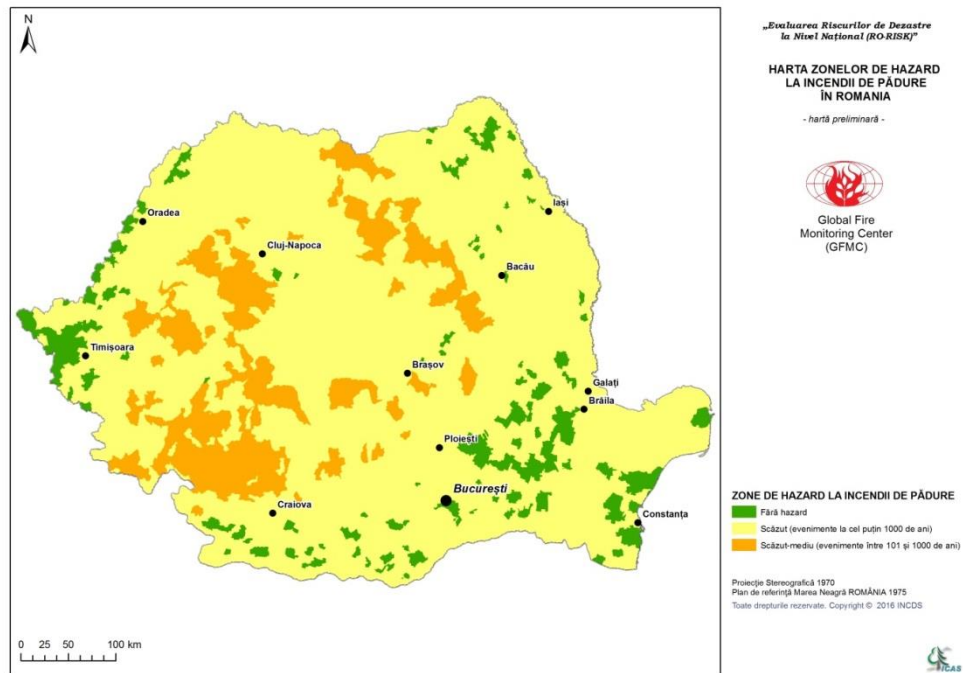 N
„Evaluarea Riscurilor de Dezastre
la Nivel Național (RO-RISK)”
HARTA ZONELOR DE HAZARD
LA INCENDII DE PĂDURE
ÎN ROMANIA
- hartă preliminară -
Global Fire
Monitoring Center
(GFMC)
Iași
Oradea
Cluj-Napoca
Bacău
Timișoara
Brașov
Galați
Brăila
Ploiești
București
Craiova
Constanța
ZONE DE HAZARD LA INCENDII DE PĂDURE
Fără hazard
Scăzut (evenimente la cel puțin 1000 de ani)
Scăzut-mediu (evenimente între 101 și 1000 de ani)
Proiecție Stereografică 1970
Plan de referință Marea Neagră ROMÂNIA 1975
Toate drepturile rezervate. Copyright © 2016 INCDS
0 25 50 100 km
ICAS